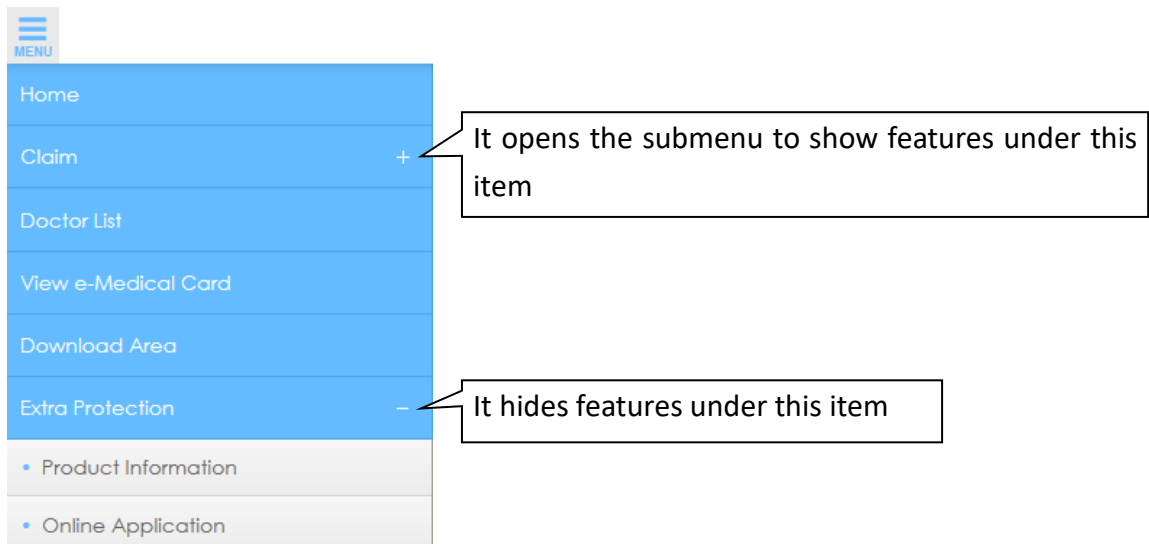 MENU
Home
Claim +
It opens the submenu to show features under this
item
Doctor List
View e-Medical Card
Download Area
Extra Protection −
It hides features under this item
• Product Information
• Online Application